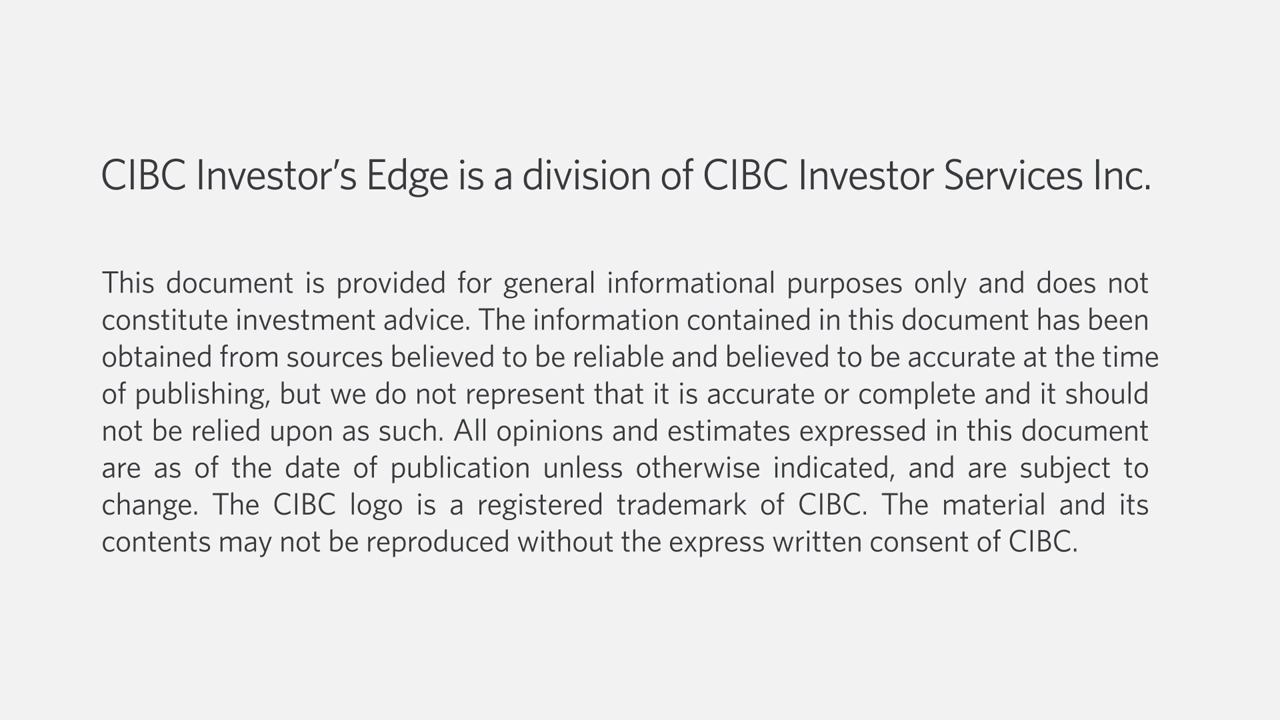 CIBC Investor’s Edge is a division of CIBC Investor Services Inc.
This document is provided for general informational purposes only and does not
constitute investment advice. The information contained in this document has been
obtained from sources believed to be reliable and believed to be accurate at the time
of publishing, but we do not represent that it is accurate or complete and it should
not be relied upon as such. All opinions and estimates expressed in this document
are as of the date of publication unless otherwise indicated, and are subject to
change. The CIBC logo is a registered trademark of CIBC. The material and its
contents may not be reproduced without the express written consent of CIBC.